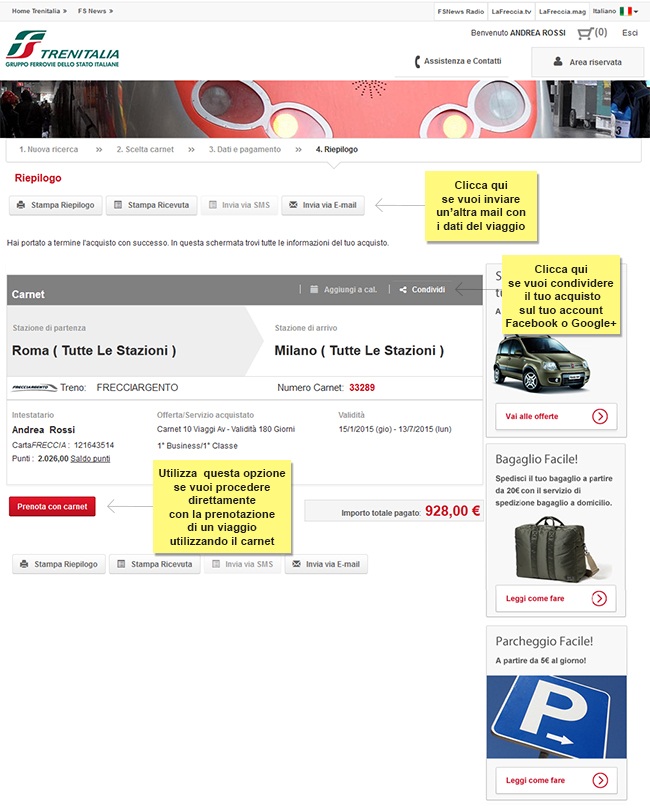 Home Trenitalia »
FS News »
FSNews Radio
LaFreccia.tv
LaFreccia.mag
Italiano
Benvenuto ANDREA ROSSI
(0)
Esci
TRENITALIA
GRUPPO FERROVIE DELLO STATO ITALIANE
Assistenza e Contatti
Area riservata
1. Nuova ricerca »
2. Scelta carnet »
3. Dati e pagamento »
4. Riepilogo
Riepilogo
Stampa Riepilogo
Stampa Ricevuta
Invia via SMS
Invia via E-mail
Clicca qui
se vuoi inviare
un'altra mail con
i dati del viaggio
Hai portato a termine l'acquisto con successo. In questa schermata trovi tutte le informazioni del tuo acquisto.
Carnet
Aggiungi a cal.
Condividi
Clicca qui
se vuoi condividere
il tuo acquisto
sul tuo account
Facebook o Google+
Stazione di partenza
Roma ( Tutte Le Stazioni )
Stazione di arrivo
Milano ( Tutte Le Stazioni )
FRECCIARGENTO
Treno: FRECCIARGENTO
Numero Carnet: 33289
Intestatario
Andrea Rossi
CartaFRECCIA : 121643514
Punti : 2.026,00 Saldo punti
Offerta/Servizio acquistato
Carnet 10 Viaggi Av - Validità 180 Giorni
1° Business/1° Classe
Validità
15/1/2015 (gio) - 13/7/2015 (lun)
Utilizza questa opzione
se vuoi procedere
direttamente
con la prenotazione
di un viaggio
utilizzando il carnet
Prenota con carnet
Importo totale pagato: 928,00 €
Stampa Riepilogo
Stampa Ricevuta
Invia via SMS
Invia via E-mail
Vai alle offerte
Bagaglio Facile!
Spedisci il tuo bagaglio a partire
da 20€ con il servizio di
spedizione bagaglio a domicilio.
Leggi come fare
Parcheggio Facile!
A partire da 5€ al giorno!
P
Leggi come fare